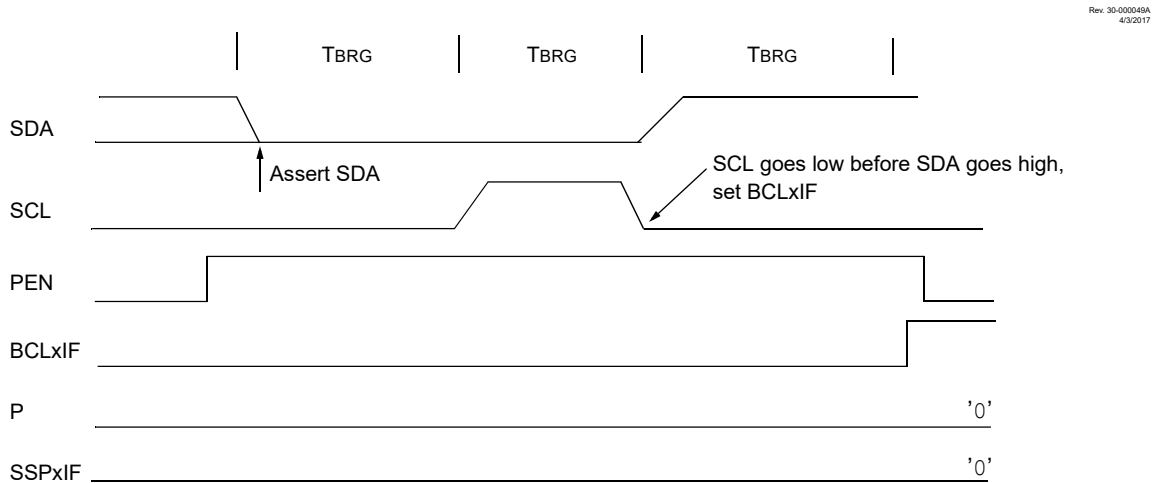 Rev. 30-000049A
4/3/2017
TBRG TBRG TBRG
SDA
Assert SDA
SCL goes low before SDA goes high,
set BCLxIF
SCL
PEN
BCLxIF
P '0'
SSPxIF '0'